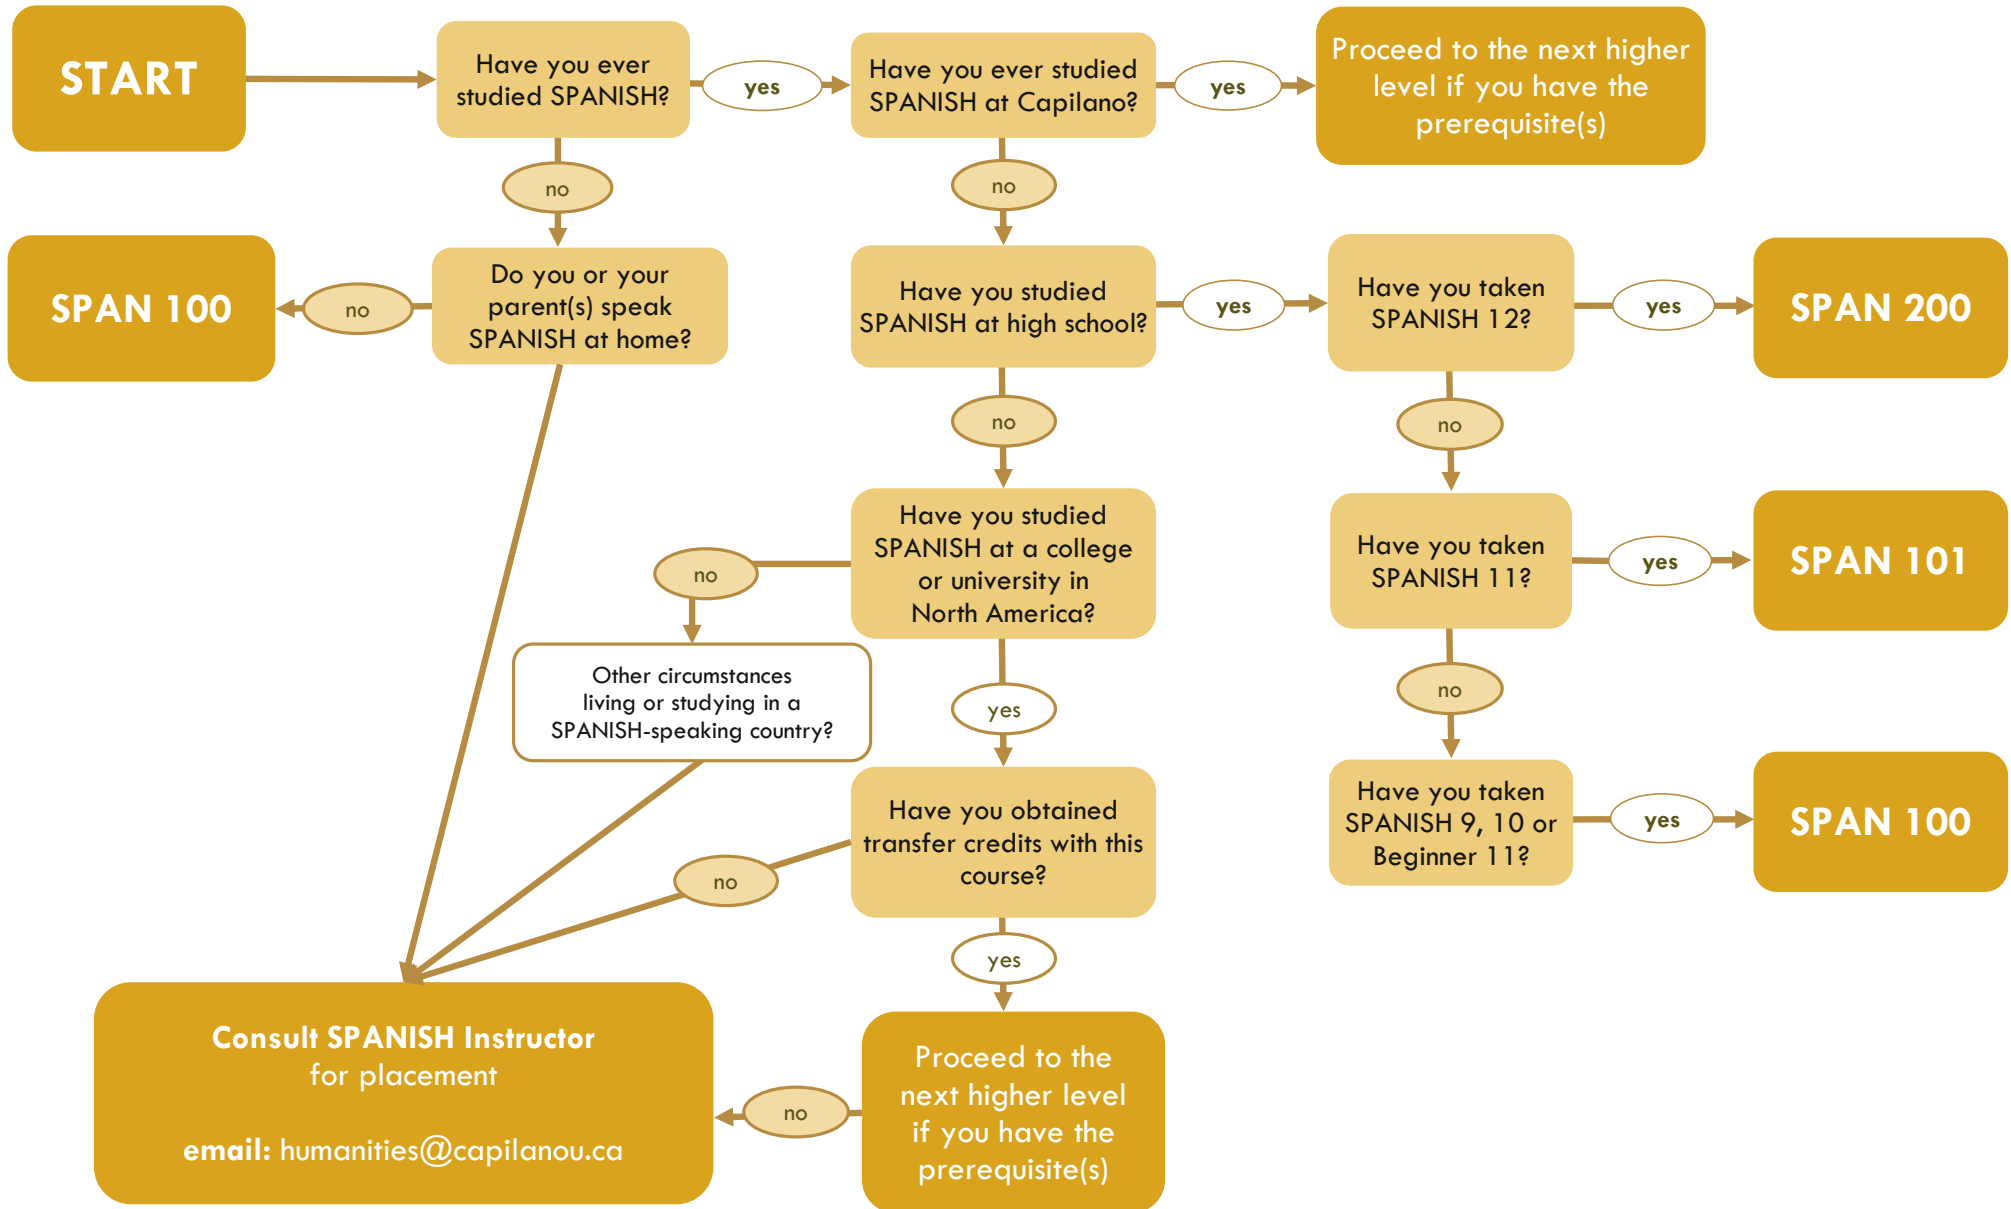 START
Have you ever
studied SPANISH?
yes
Have you ever studied
SPANISH at Capilano?
yes
Proceed to the next higher
level if you have the
prerequisite(s)
no
no
SPAN 100
no
Do you or your
parent(s) speak
SPANISH at home?
Have you studied
SPANISH at high school?
yes
Have you taken
SPANISH 12?
yes
SPAN 200
no
no
Have you studied
SPANISH at a college
or university in
North America?
no
Have you taken
SPANISH 11?
yes
SPAN 101
Other circumstances
living or studying in a
SPANISH-speaking country?
yes
no
Have you obtained
transfer credits with this
course?
no
Have you taken
SPANISH 9, 10 or
Beginner 11?
yes
SPAN 100
yes
Consult SPANISH Instructor
for placement
email: humanities@capilanou.ca
no
Proceed to the
next higher level
if you have the
prerequisite(s)